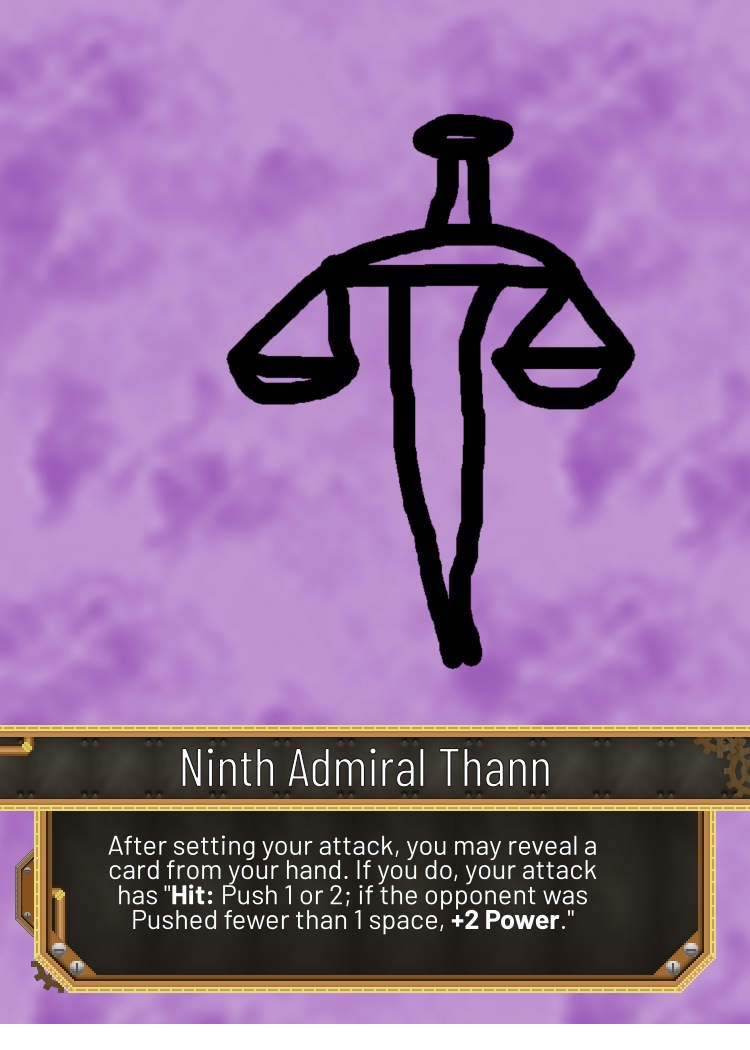 Ninth Admiral Thann
After setting your attack, you may reveal a
card from your hand. If you do, your attack
has "Hit: Push 1 or 2; if the opponent was
Pushed fewer than 1 space, +2 Power."